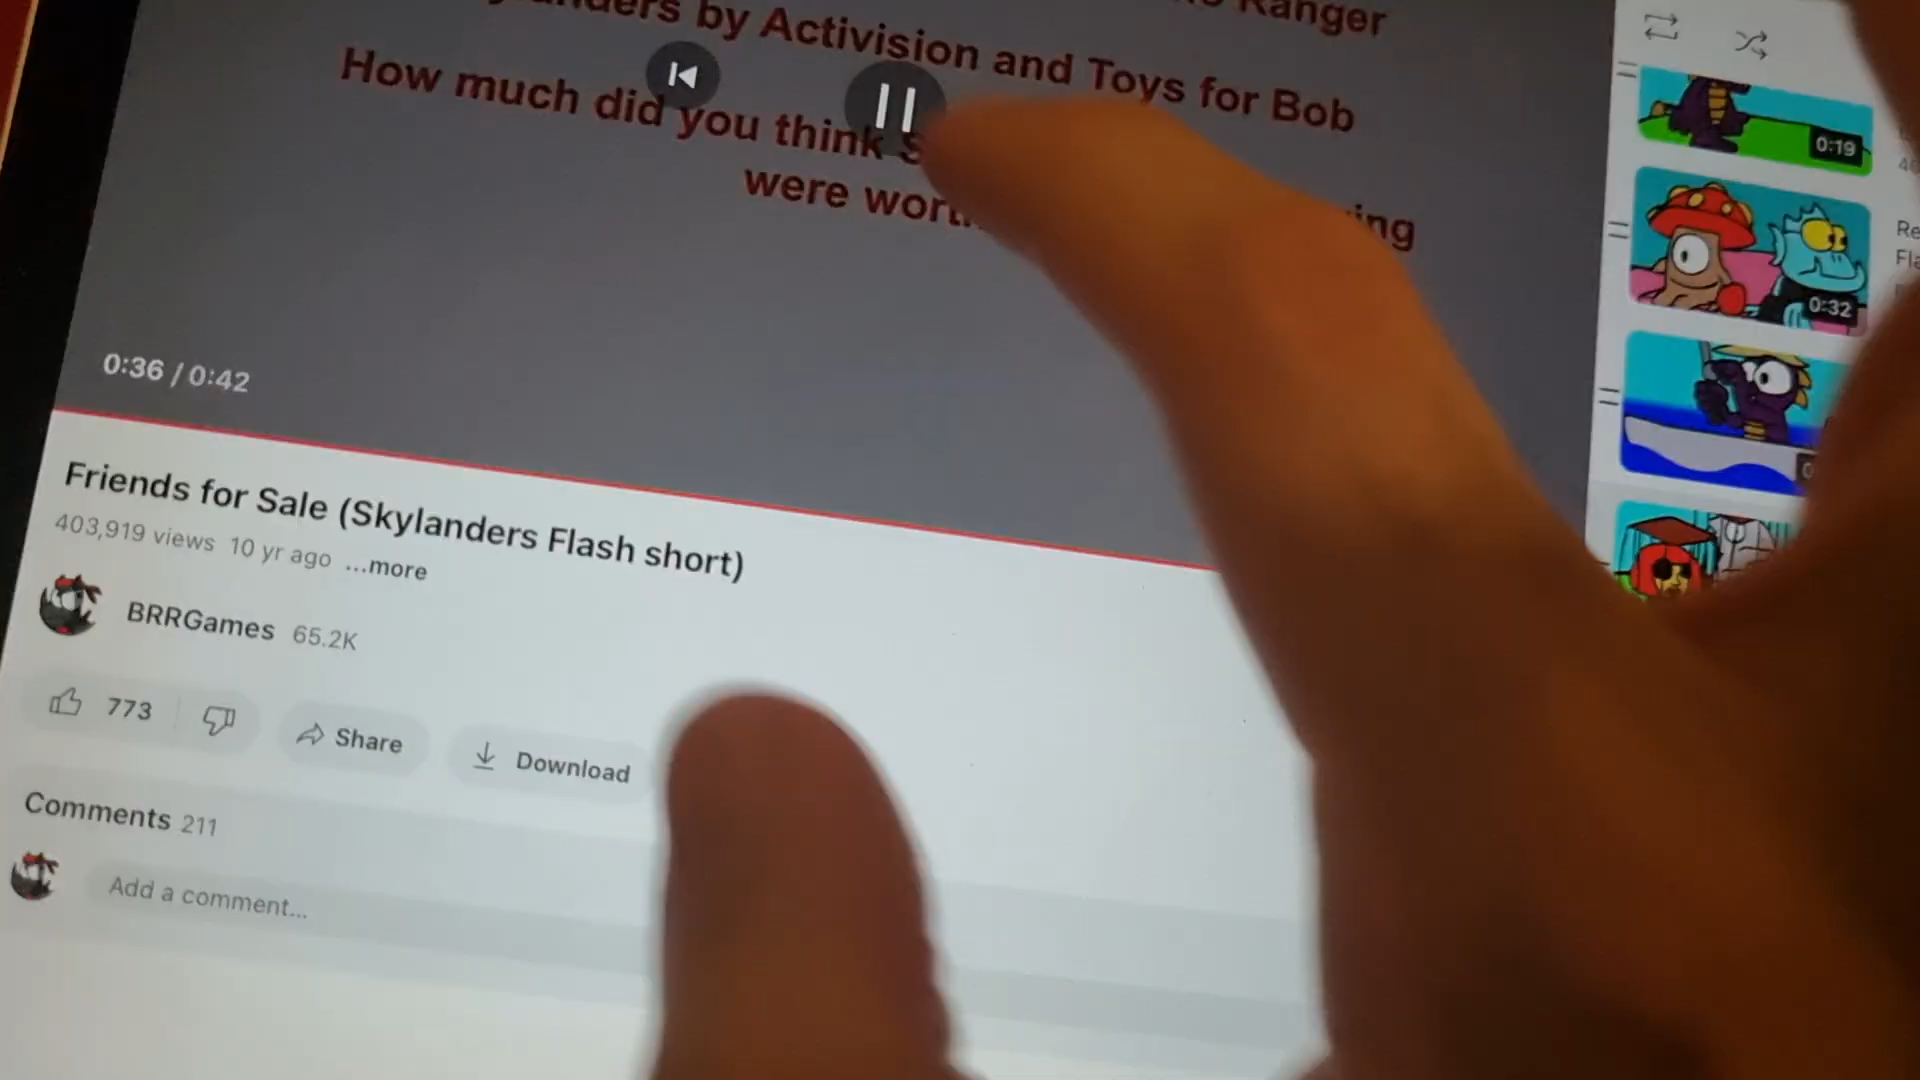 Ranger
by Activision and Toys for Bob
How much did you think
were
0:36 / 0:42
Friends for Sale (Skylanders Flash short)
403,919 views 10 yr ago ...more
BRRGames 65.2K
773
Share
Download
Comments 211
Add a comment...
0:19
0:32